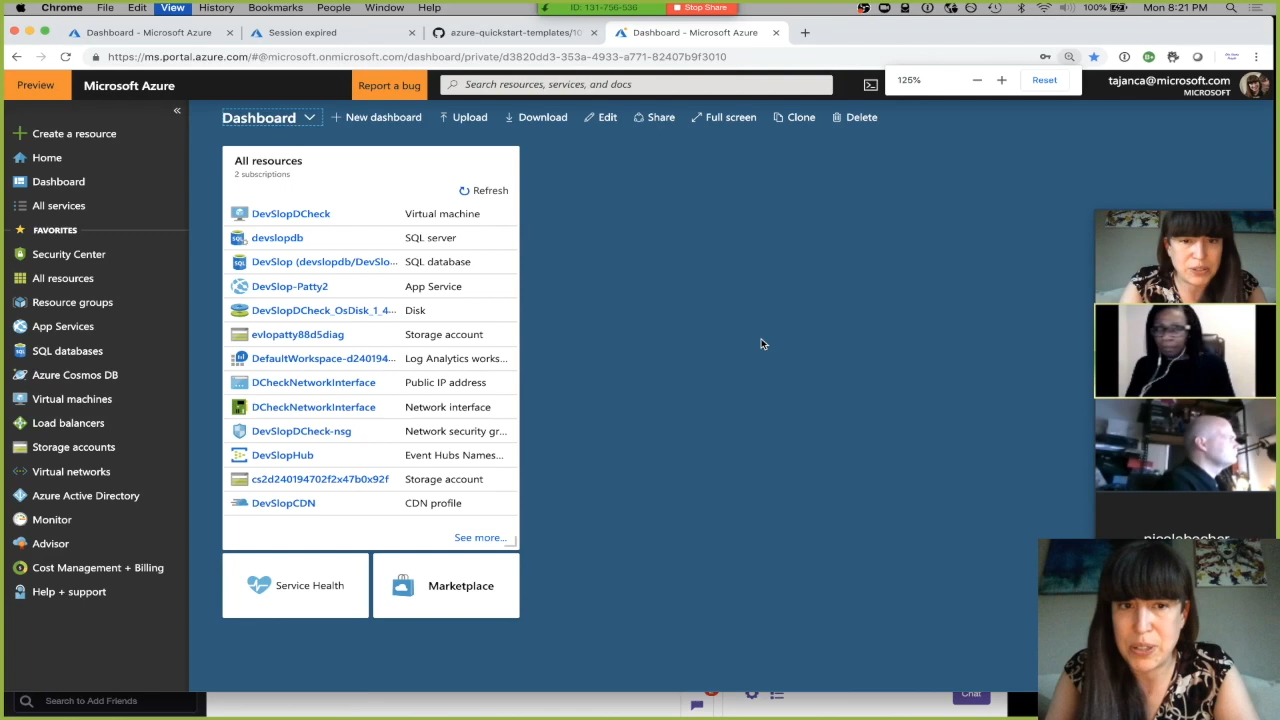 Chrome File Edit View History Bookmarks People Window Help ID: 131-756-536 Stop Share 100% Mon 8:21 PM
Dashboard - Microsoft Azure × Session expired × azure-quickstart-templates/10 × Dashboard - Microsoft Azure × +
https://ms.portal.azure.com/#@microsoft.onmicrosoft.com/dashboard/private/d3820dd3-353a-4933-a771-82407b9f3010
Preview Microsoft Azure Report a bug Search resources, services, and docs 125% − + Reset tajanca@microsoft.com
MICROSOFT
Dashboard + New dashboard Upload Download Edit Share Full screen Clone Delete
Create a resource
Home
Dashboard
All services
FAVORITES
Security Center
All resources
Resource groups
App Services
SQL databases
Azure Cosmos DB
Virtual machines
Load balancers
Storage accounts
Virtual networks
Azure Active Directory
Monitor
Advisor
Cost Management + Billing
Help + support
All resources
2 subscriptions
Refresh
DevSlopDCheck Virtual machine
devslopdb SQL server
DevSlop (devslopdb/DevSlo... SQL database
DevSlop-Patty2 App Service
DevSlopDCheck_OsDisk_1_4... Disk
evlopatty88d5diag Storage account
DefaultWorkspace-d240194... Log Analytics works...
DCheckNetworkInterface Public IP address
DCheckNetworkInterface Network interface
DevSlopDCheck-nsg Network security gr...
DevSlopHub Event Hubs Names...
cs2d240194702f2x47b0x92f Storage account
DevSlopCDN CDN profile
See more...
Service Health Marketplace
Search to Add Friends Chat